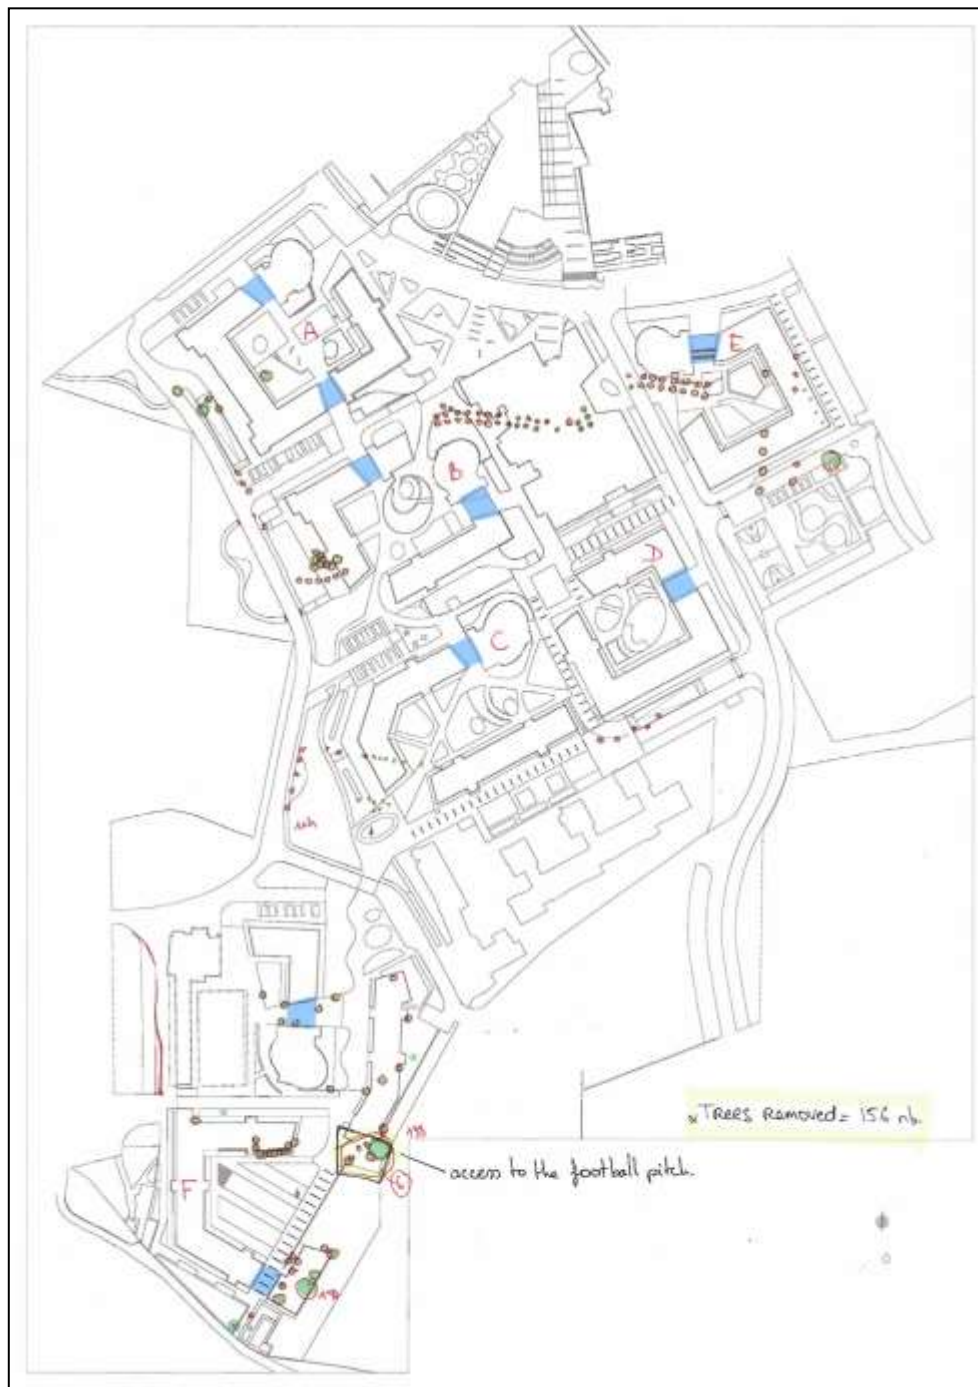 A
E
B
D
C
* TREES REMOVED = 156 nb.
access to the football pitch.
F